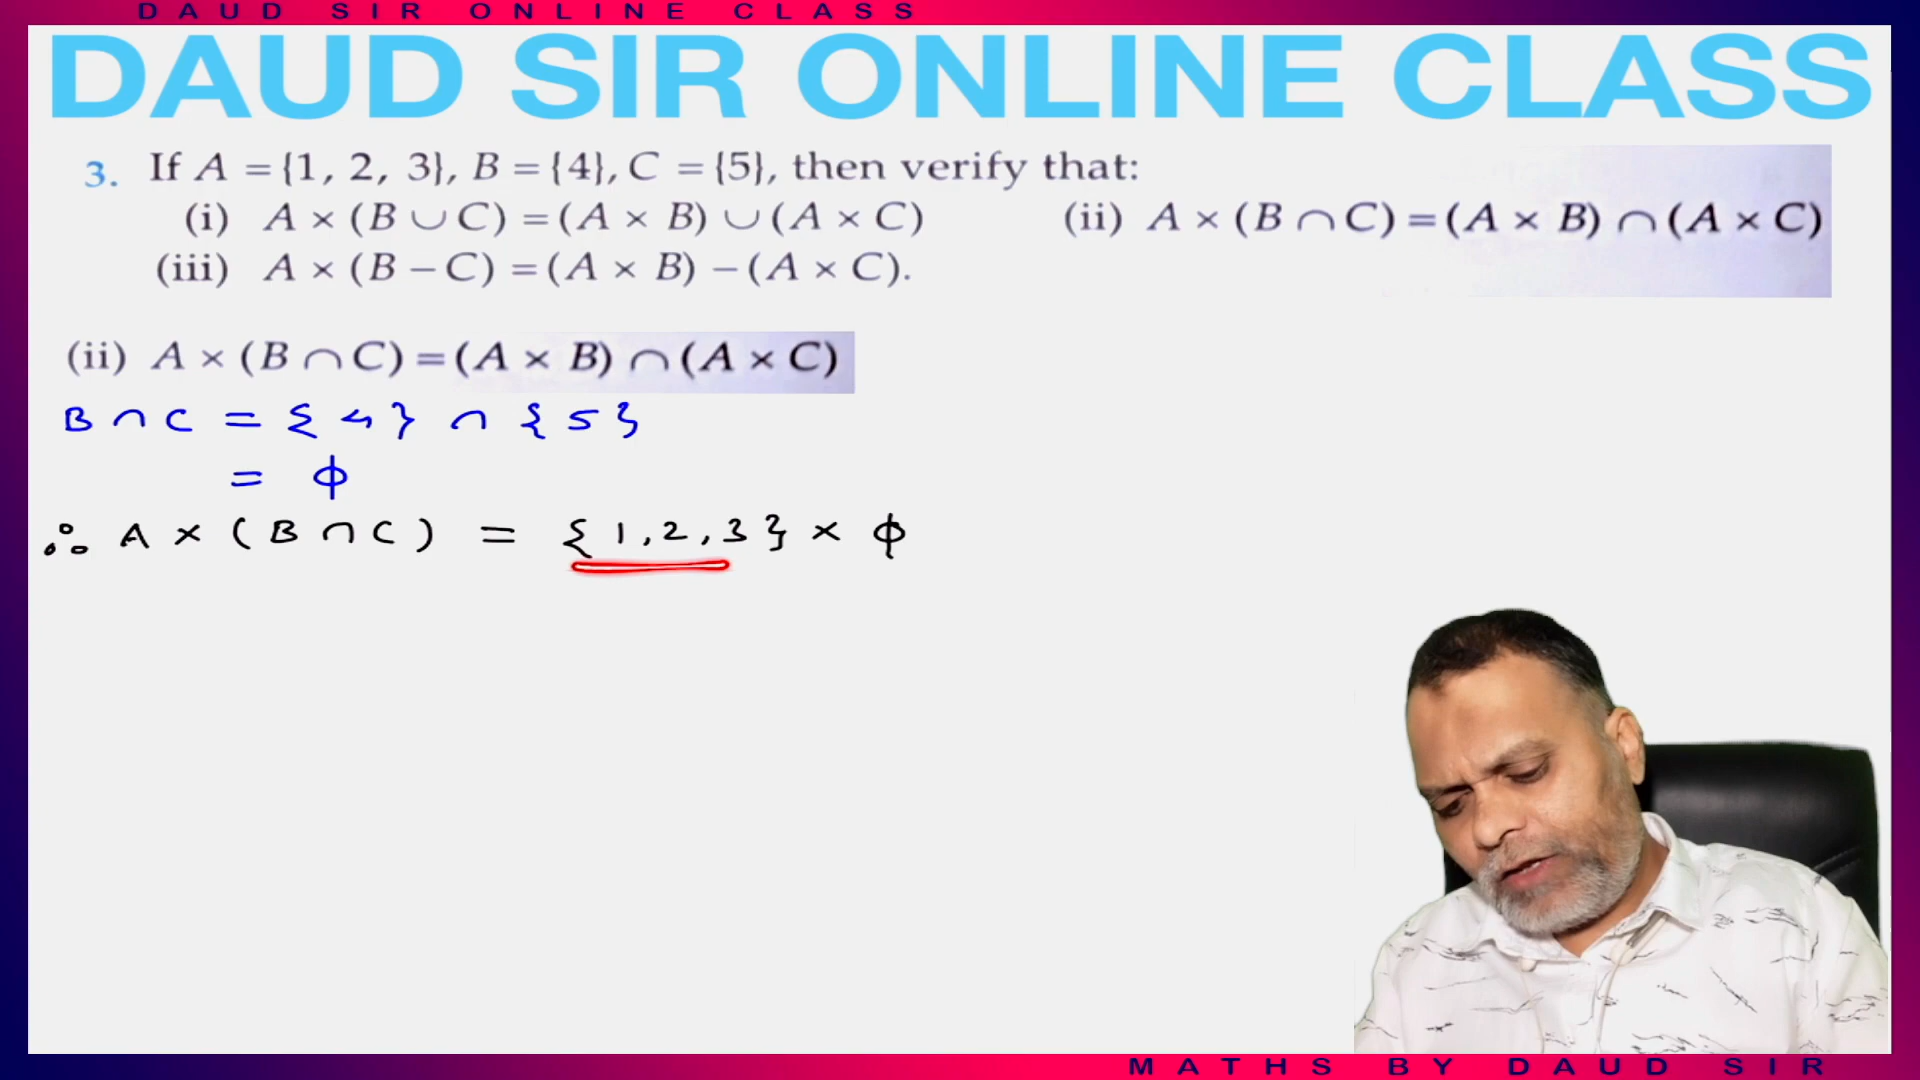 DAUD SIR ONLINE CLASS
DAUD SIR ONLINE CLASS
3. If A = {1, 2, 3}, B = {4}, C = {5}, then verify that:
(i) A × (B ∪ C) = (A × B) ∪ (A × C) (ii) A × (B ∩ C) = (A × B) ∩ (A × C)
(iii) A × (B – C) = (A × B) – (A × C).
(ii) A × (B ∩ C) = (A × B) ∩ (A × C)
B ∩ C = {4} ∩ {5}
= φ
∴ A × (B ∩ C) = {1,2,3} × φ
MATHS BY DAUD SIR